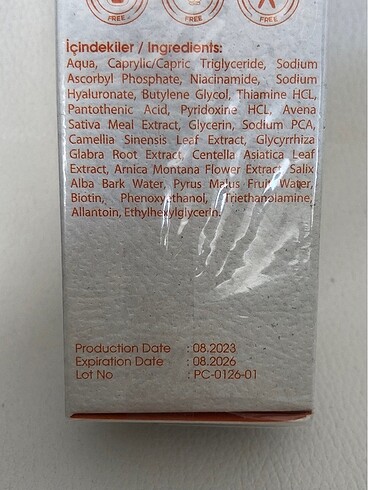 FREE FREE FREE
İçindekiler / Ingredients:
Aqua, Caprylic/Capric Triglyceride, Sodium
Ascorbyl Phosphate, Niacinamide, Sodium
Hyaluronate, Butylene Glycol, Thiamine HCL,
Pantothenic Acid, Pyridoxine HCL, Avena
Sativa Meal Extract, Glycerin, Sodium PCA,
Camellia Sinensis Leaf Extract, Glycyrrhiza
Glabra Root Extract, Centella Asiatica Leaf
Extract, Arnica Montana Flower Extract, Salix
Alba Bark Water, Pyrus Malus Fruit Water,
Biotin, Phenoxyethanol, Triethanolamine,
Allantoin, Ethylhexylglycerin.
Production Date : 08.2023
Expiration Date : 08.2026
Lot No : PC-0126-01